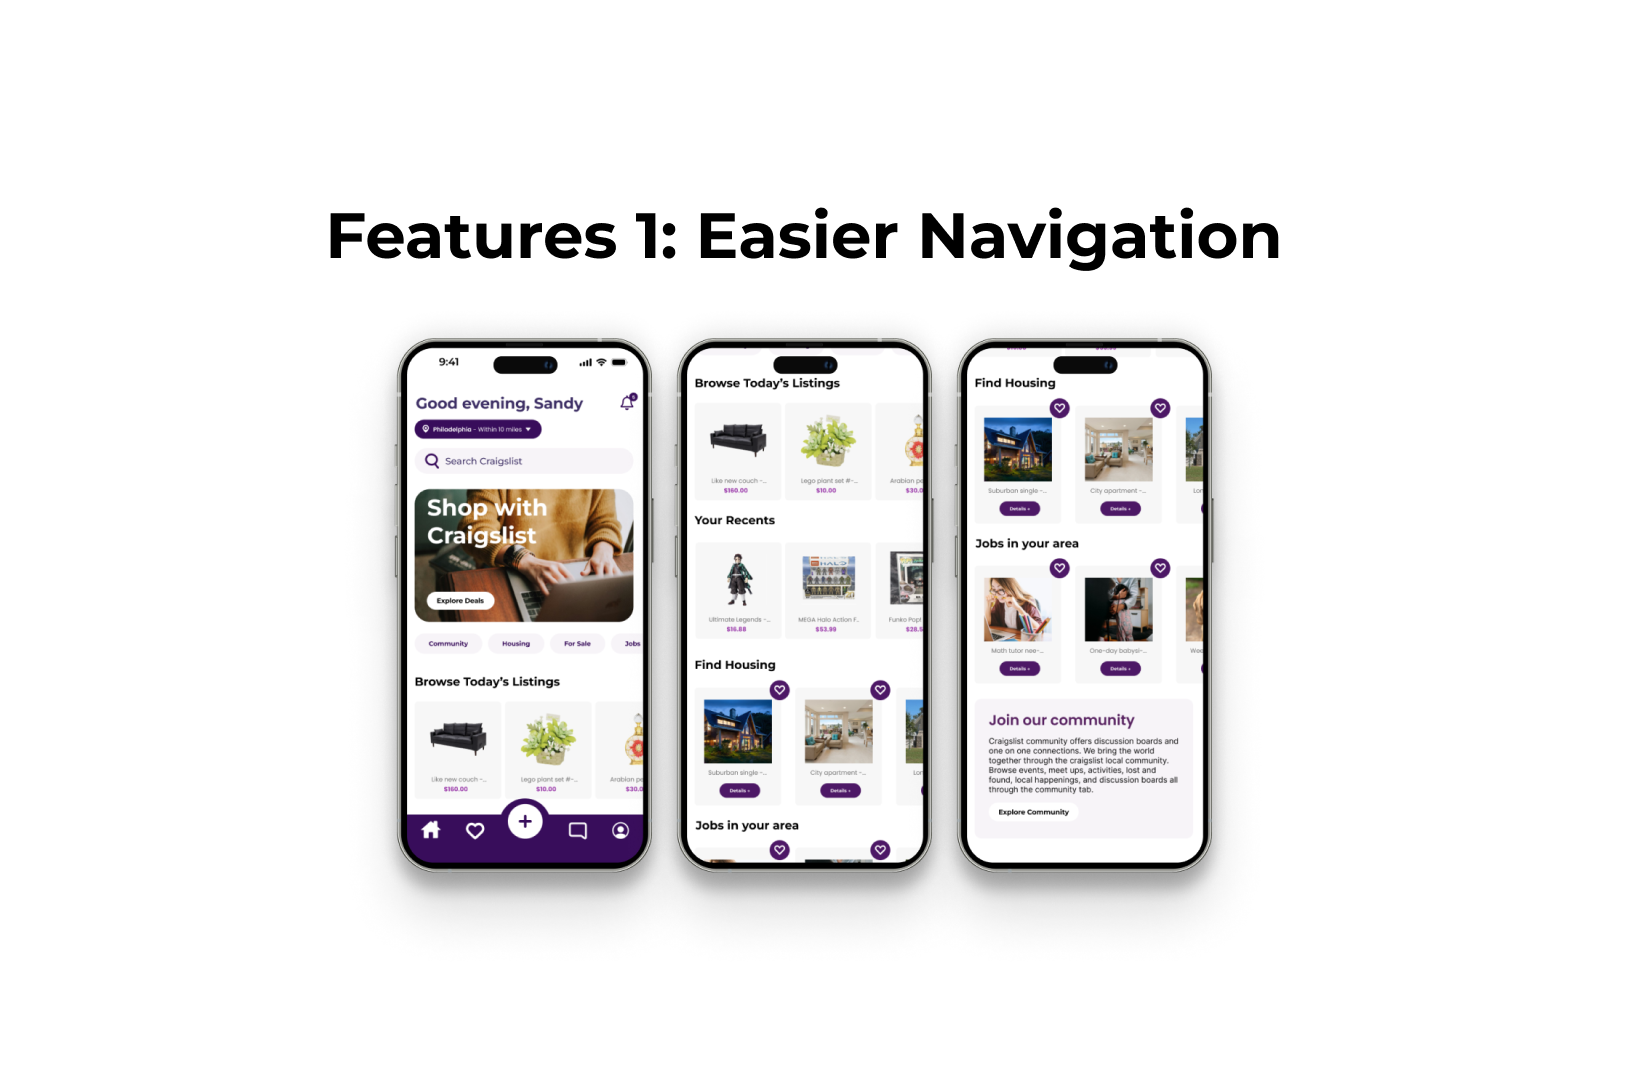 Features 1: Easier Navigation
9:41
Good evening, Sandy
Philadelphia - Within 10 miles
Search Craigslist
Shop with
Craigslist
Explore Deals
Community Housing For Sale Jobs
Browse Today's Listings
Like new couch -... Lego plant set #-... Arabian pe
$160.00 $10.00 $30.0
Browse Today's Listings
Like new couch -... Lego plant set #-... Arabian pe
$160.00 $10.00 $30.0
Your Recents
HALO
Ultimate Legends -... MEGA Halo Action F.. Funko Pop!
$16.88 $53.99 $28.5
Find Housing
Suburban single -... City apartment -... Lon
Details + Details +
Jobs in your area
Find Housing
Suburban single -... City apartment -... Lon
Details + Details +
Jobs in your area
Math tutor nee-... One-day babysi-... Wee
Details + Details +
Join our community
Craigslist community offers discussion boards and
one on one connections. We bring the world
together through the craigslist local community.
Browse events, meet ups, activities, lost and
found, local happenings, and discussion boards all
through the community tab.
Explore Community